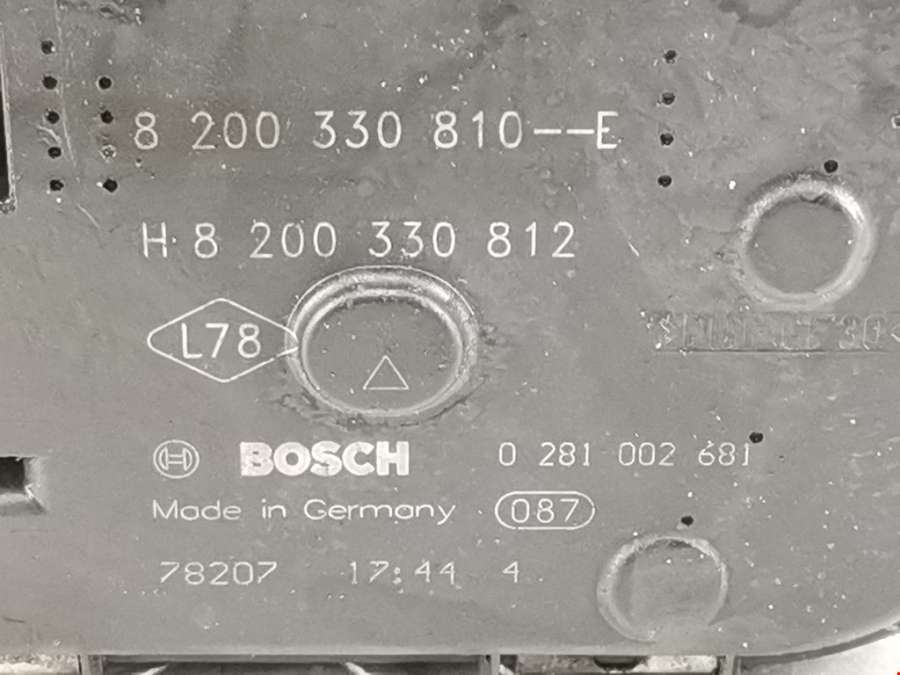 8 200 330 810--E
H 8 200 330 812
L78
BOSCH 0 281 002 681
Made in Germany 087
78207 17:44 4